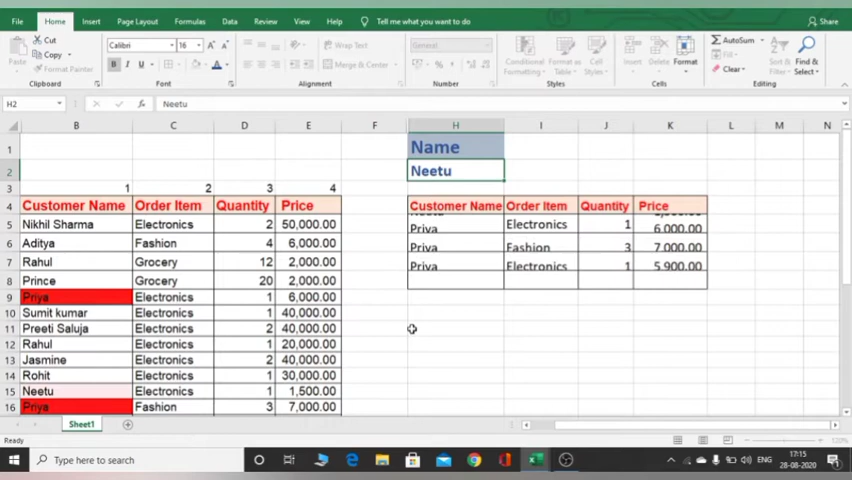 File Home Insert Page Layout Formulas Data Review View Help Tell me what you want to do Share
Cut Calibri 16 A A Wrap Text General AutoSum
Copy Fill
Paste Format Painter B I U A Merge & Center % Conditional Formatting Format as Table Cell Styles Insert Delete Format Clear Sort & Filter Find & Select
Clipboard Font Alignment Number Styles Cells Editing
H2 fx Neetu
B C D E F H I J K L M N
1 Name
2 Neetu
3 1 2 3 4
4 Customer Name Order Item Quantity Price Customer Name Order Item Quantity Price
5 Nikhil Sharma Electronics 2 50,000.00 Priya Electronics 1 6,000.00
6 Aditya Fashion 4 6,000.00 Priya Fashion 3 7,000.00
7 Rahul Grocery 12 2,000.00 Priya Electronics 1 5,900.00
8 Prince Grocery 20 2,000.00
9 Priya Electronics 1 6,000.00
10 Sumit kumar Electronics 1 40,000.00
11 Preeti Saluja Electronics 2 40,000.00
12 Rahul Electronics 1 20,000.00
13 Jasmine Electronics 2 40,000.00
14 Rohit Electronics 1 30,000.00
15 Neetu Electronics 1 1,500.00
16 Priya Fashion 3 7,000.00
Sheet1
Ready 120%
Type here to search ENG 17:15
28-08-2020